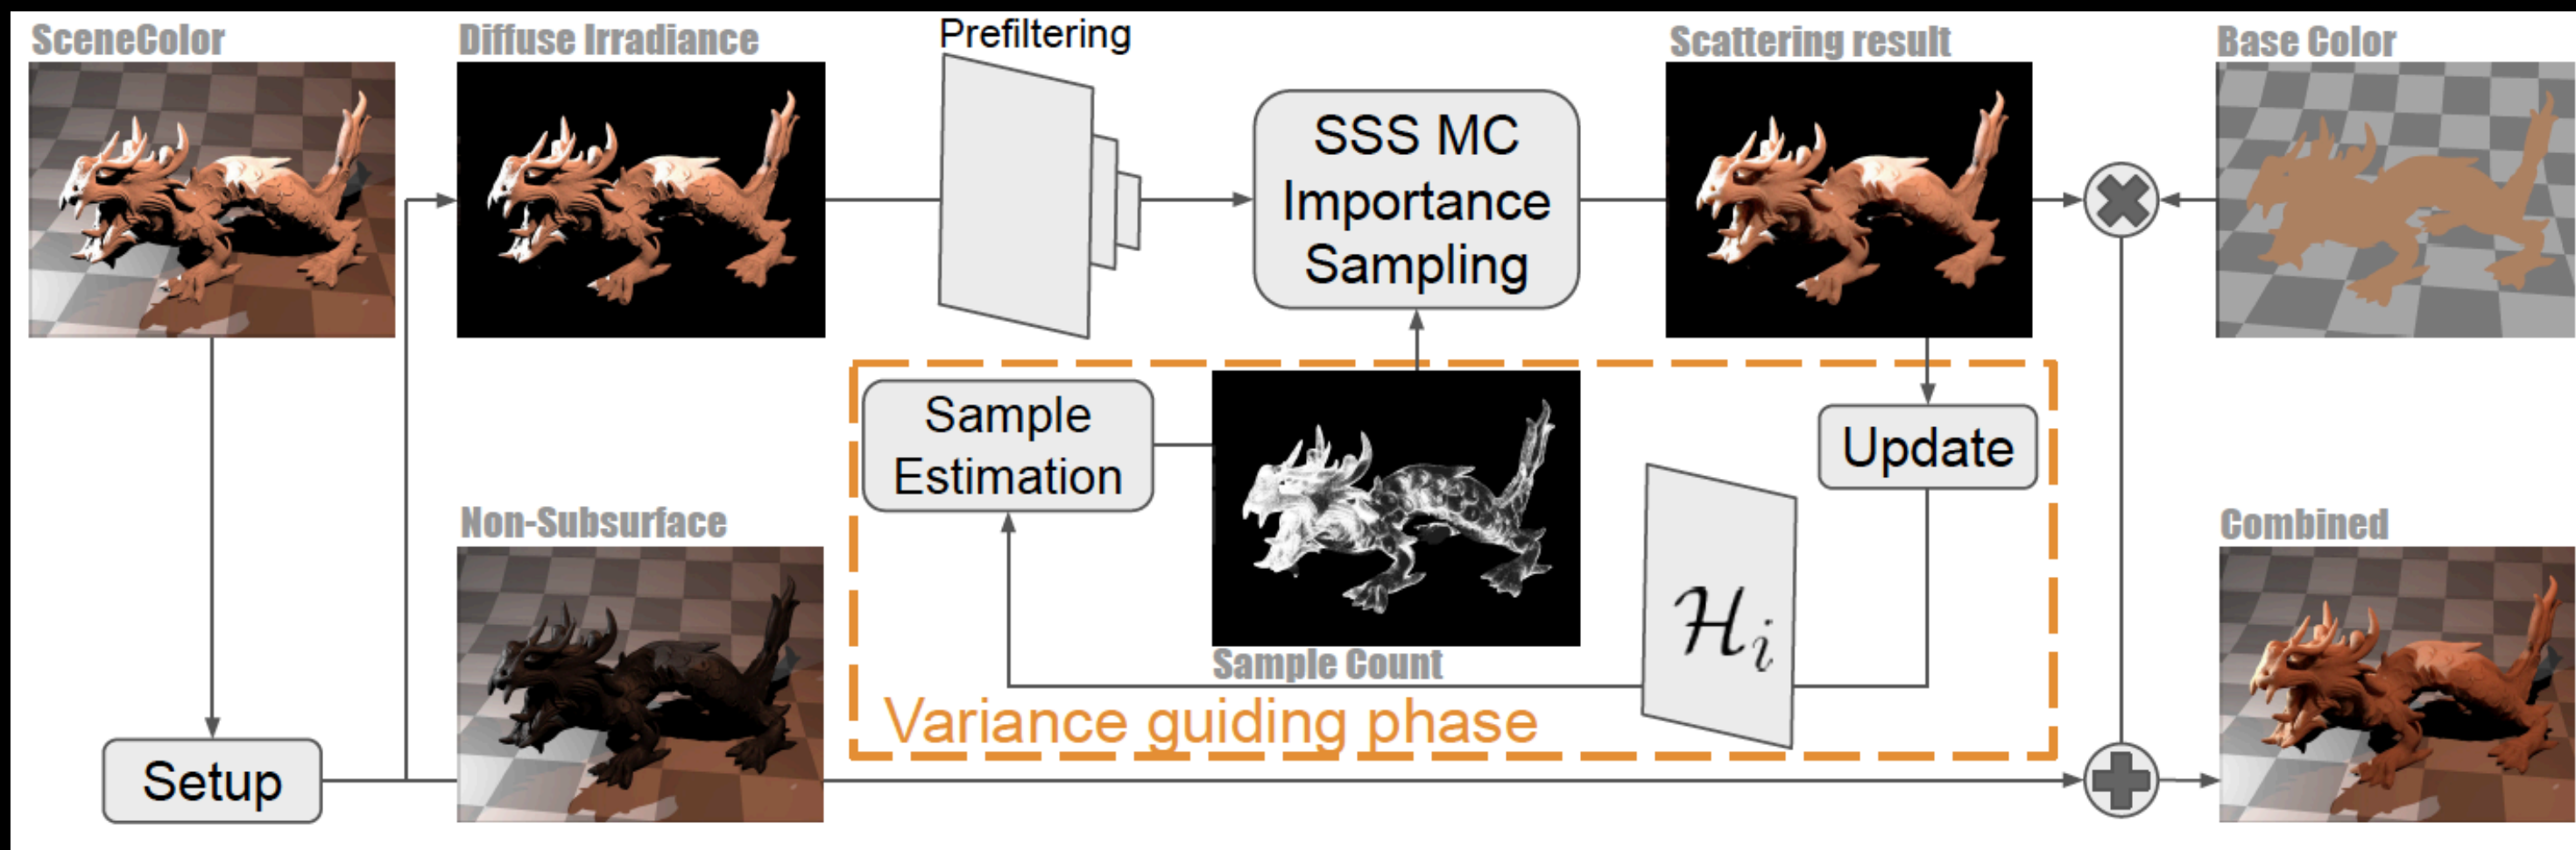 SceneColor
Diffuse Irradiance
Prefiltering
Scattering result
Base Color
SSS MC
Importance
Sampling
Sample
Estimation
Update
Non-Subsurface
Combined
ℋᵢ
Sample Count
Variance guiding phase
Setup